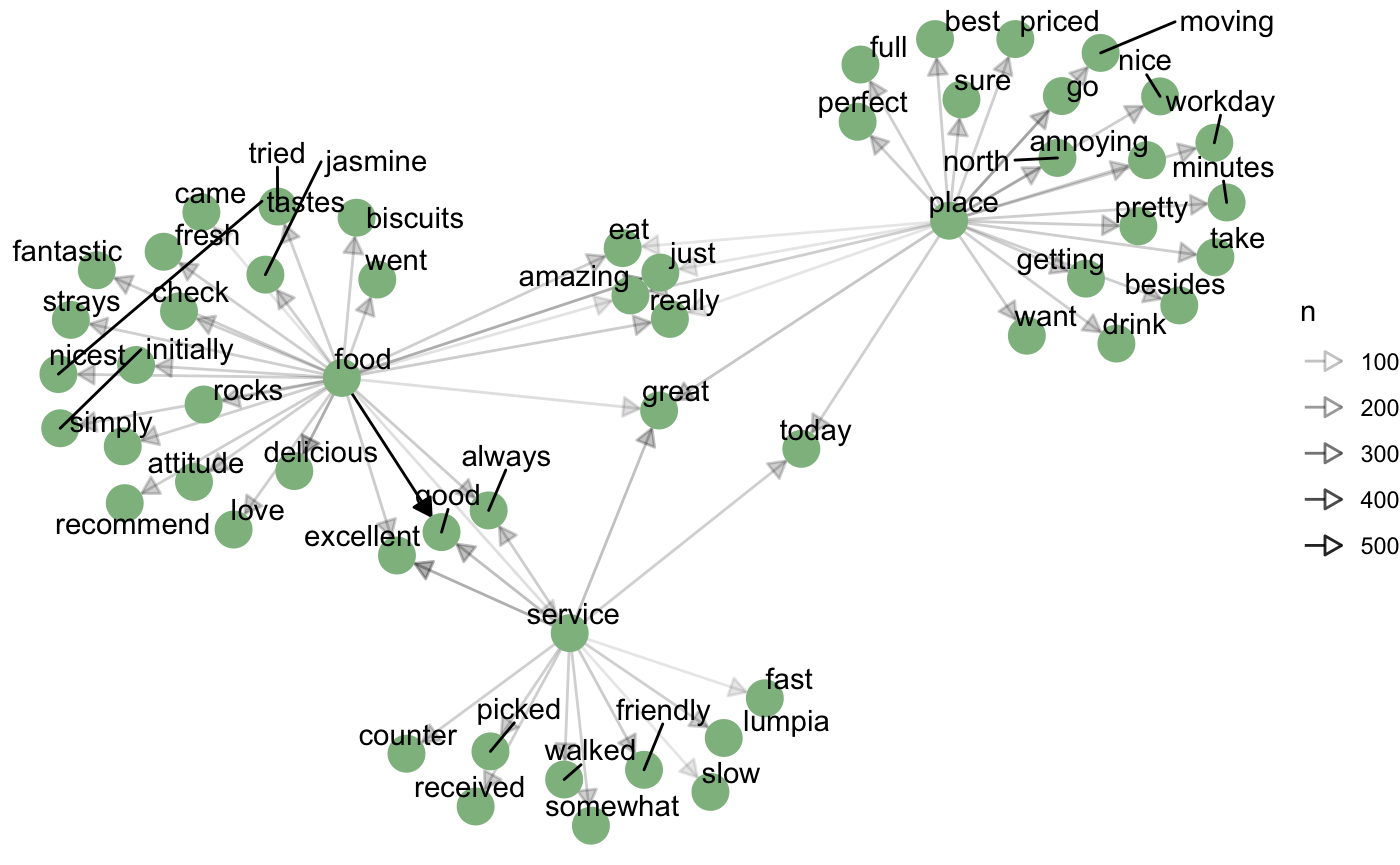 best
priced
moving
full
nice
sure
go
perfect
workday
annoying
north
minutes
tried
jasmine
came
tastes
biscuits
place
pretty
fresh
eat
take
fantastic
just
went
getting
amazing
besides
strays
check
really
want
drink
n
nicest
initially
food
100
rocks
great
200
simply
today
delicious
always
300
attitude
good
400
recommend
love
excellent
500
service
fast
picked
friendly
lumpia
counter
walked
slow
received
somewhat